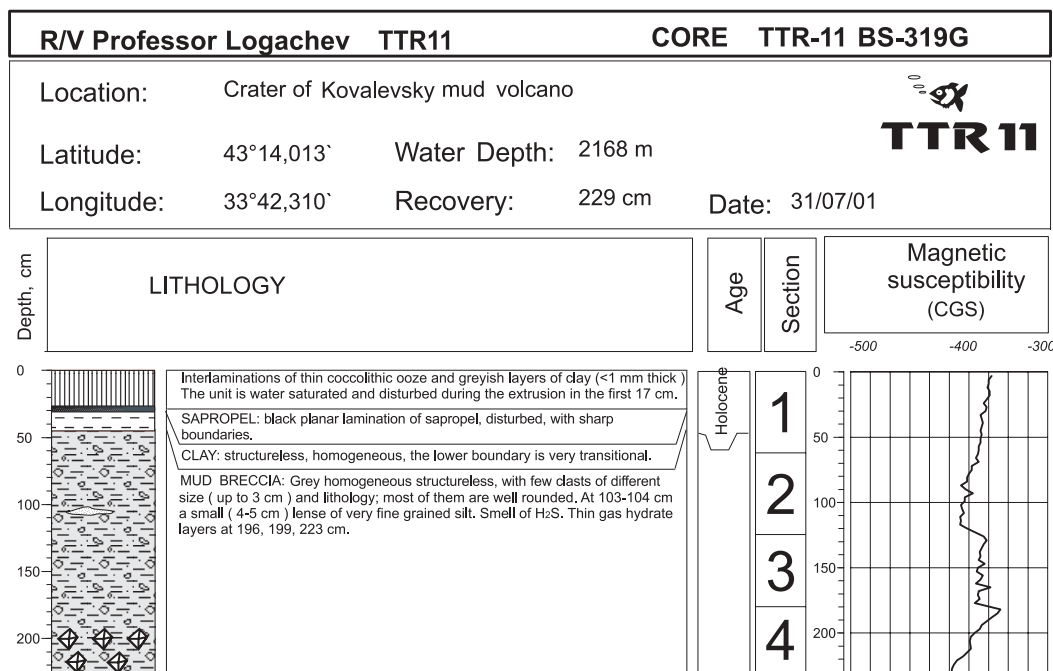 R/V Professor Logachev TTR11 CORE TTR-11 BS-319G
Location: Crater of Kovalevsky mud volcano
TTR 11
Latitude: 43°14,013` Water Depth: 2168 m
Longitude: 33°42,310` Recovery: 229 cm Date: 31/07/01
Depth, cm
LITHOLOGY
Age
Section
Magnetic
susceptibility
(CGS)
-500 -400 -300
0
50
100
150
200
Interlaminations of thin coccolithic ooze and greyish layers of clay (<1 mm thick )
The unit is water saturated and disturbed during the extrusion in the first 17 cm.
SAPROPEL: black planar lamination of sapropel, disturbed, with sharp
boundaries.
CLAY: structureless, homogeneous, the lower boundary is very transitional.
MUD BRECCIA: Grey homogeneous structureless, with few clasts of different
size ( up to 3 cm ) and lithology; most of them are well rounded. At 103-104 cm
a small ( 4-5 cm ) lense of very fine grained silt. Smell of H₂S. Thin gas hydrate
layers at 196, 199, 223 cm.
Holocene
1
2
3
4
0
50
100
150
200